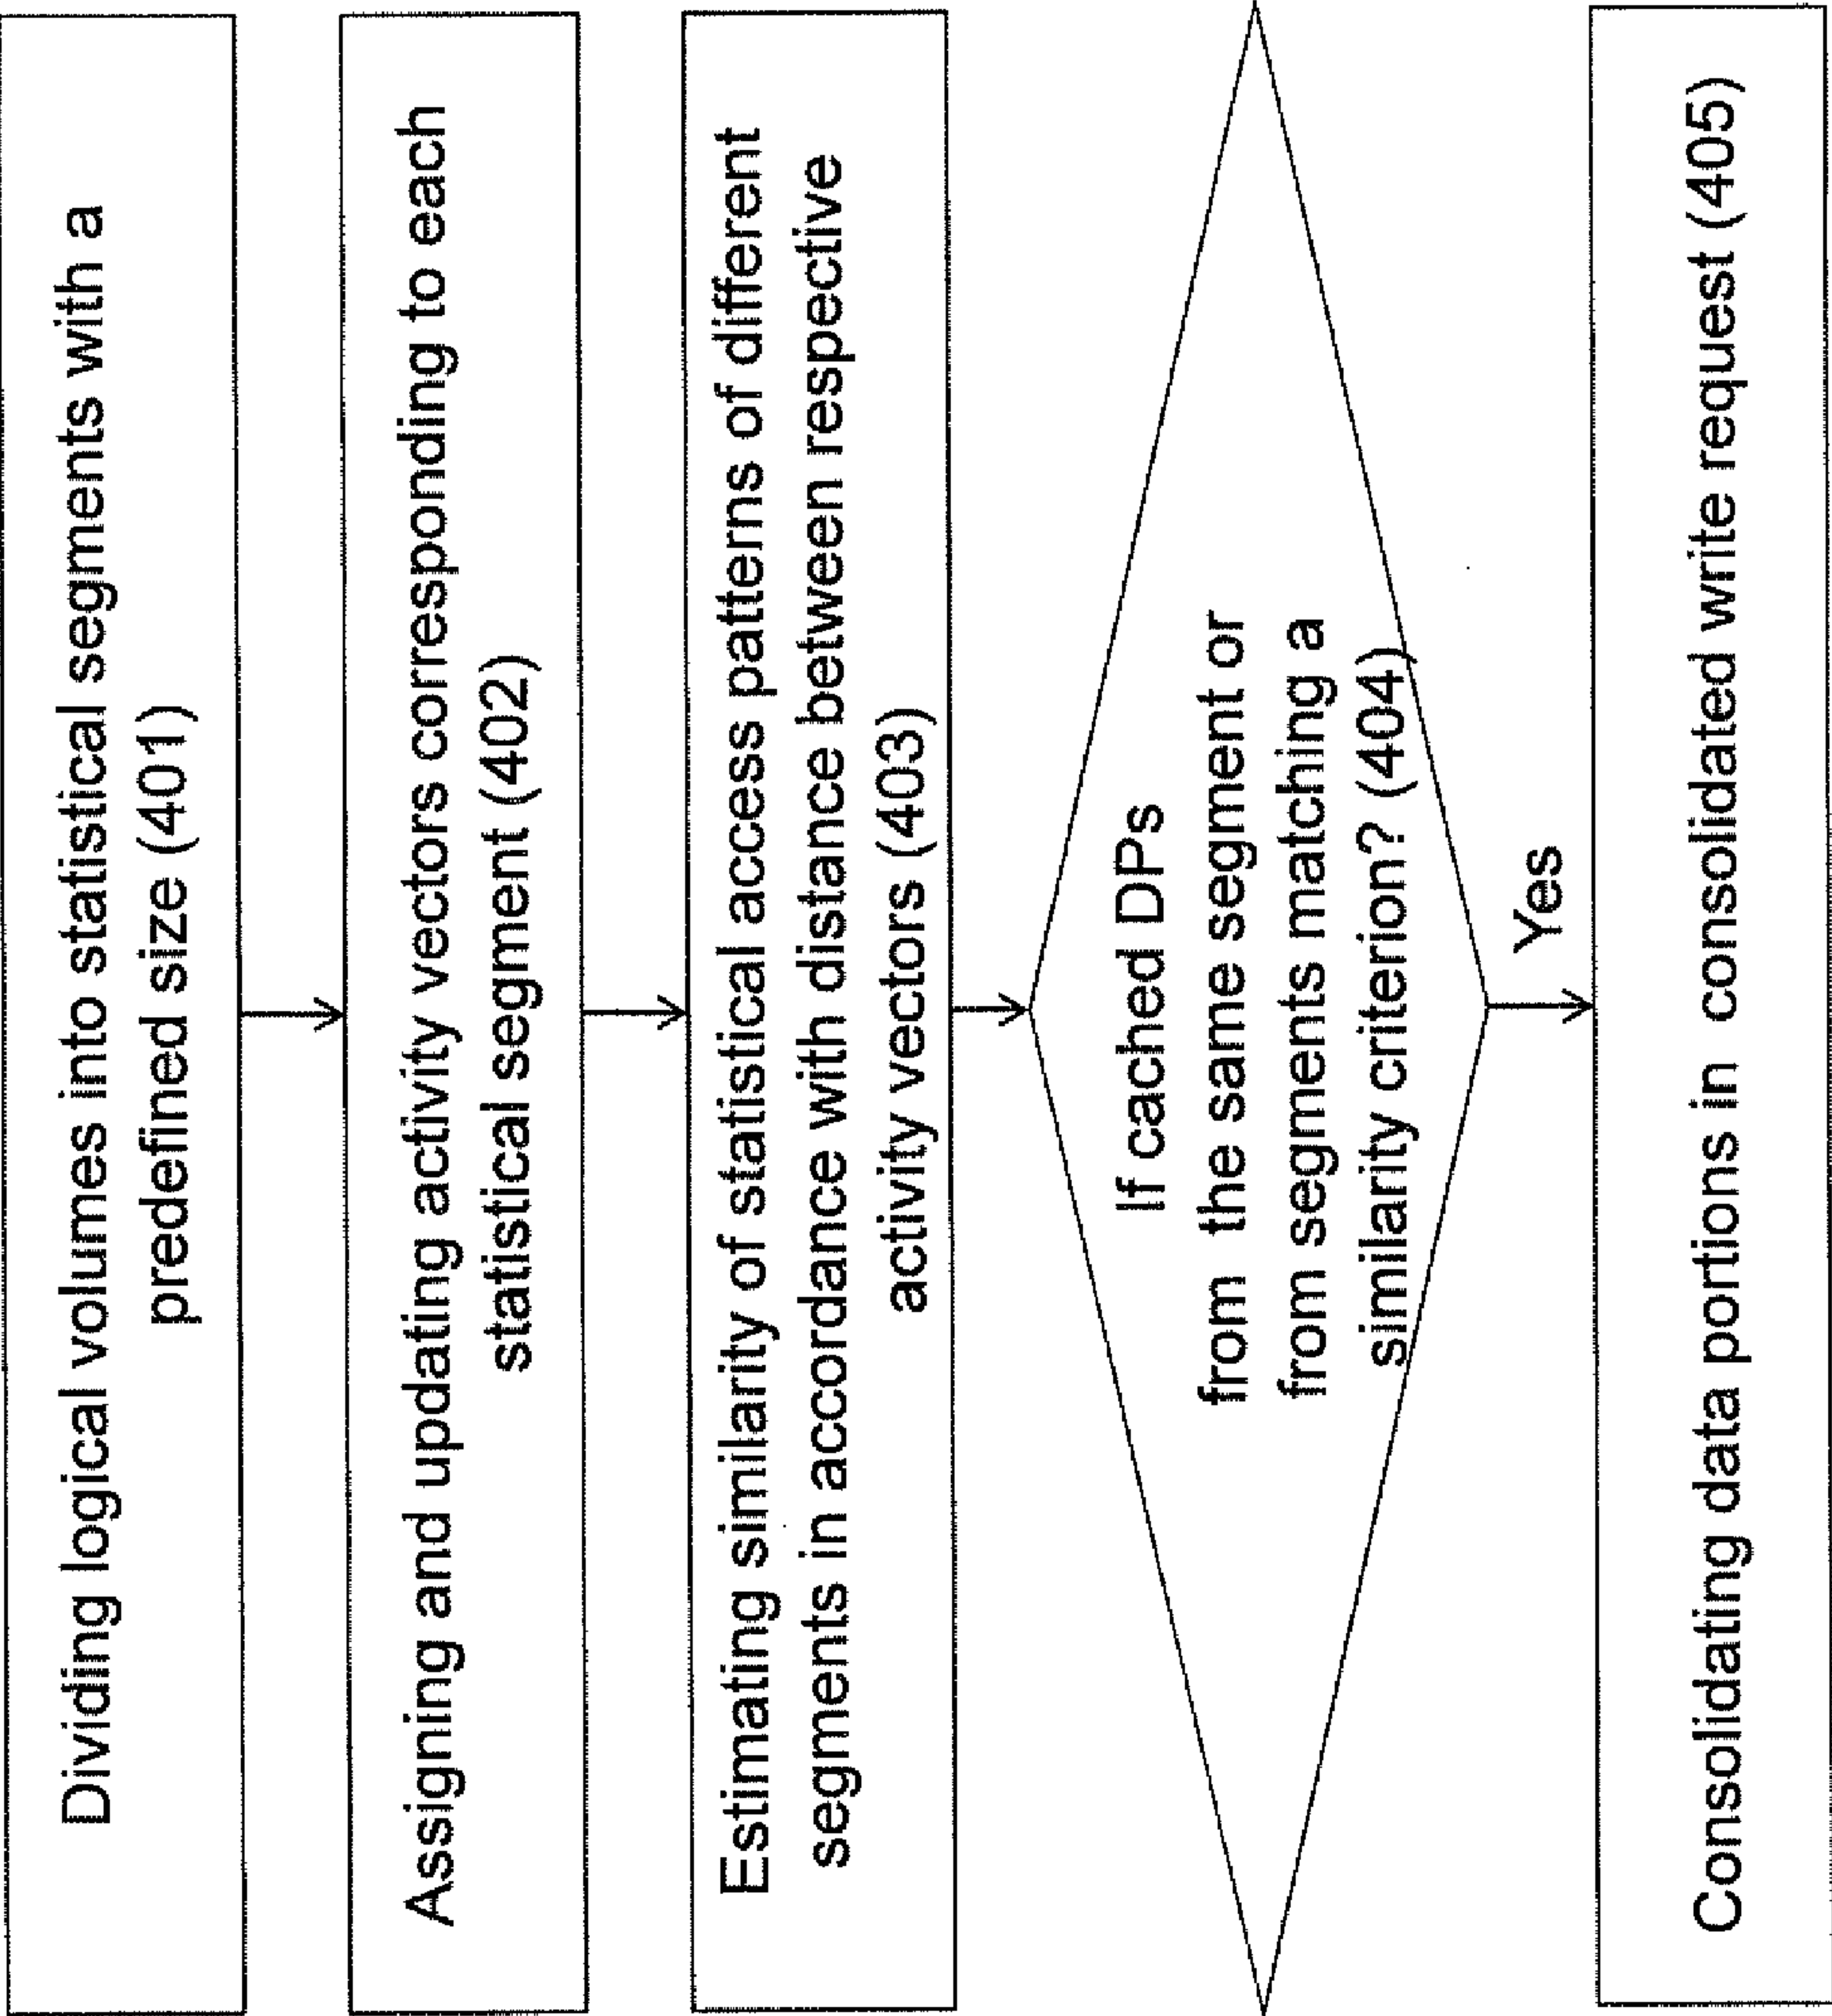 Dividing logical volumes into statistical segments with a
predefined size (401)
Assigning and updating activity vectors corresponding to each
statistical segment (402)
Estimating similarity of statistical access patterns of different
segments in accordance with distance between respective
activity vectors (403)
If cached DPs
from the same segment or
from segments matching a
similarity criterion? (404)
Yes
Consolidating data portions in consolidated write request (405)